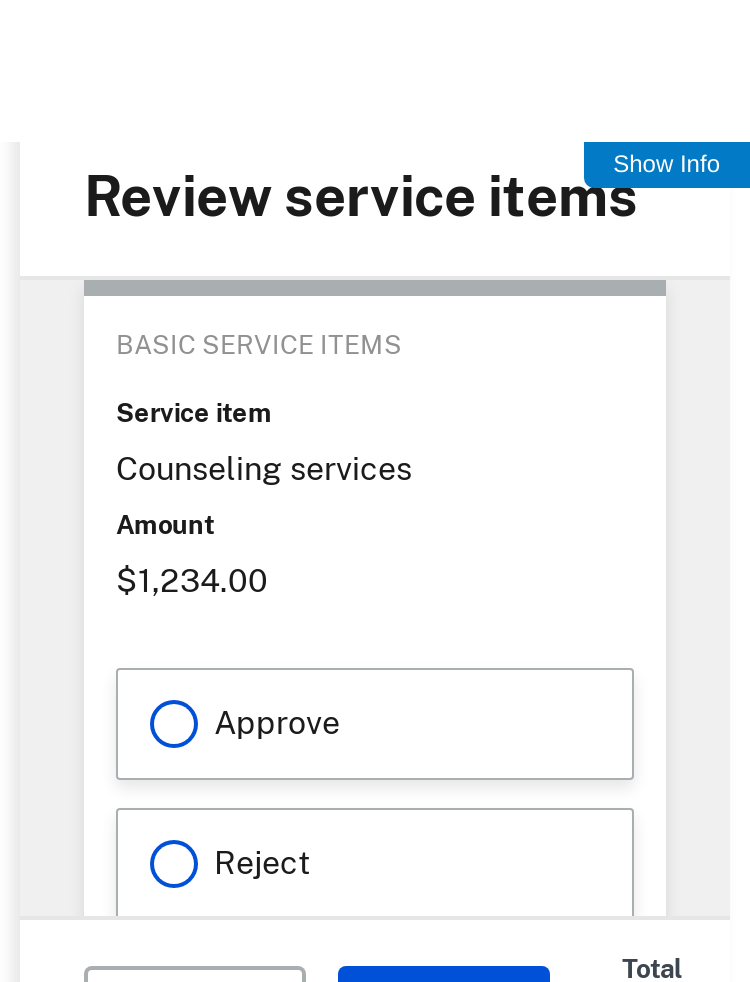 Show Info
Review service items
BASIC SERVICE ITEMS
Service item
Counseling services
Amount
$1,234.00
Approve
Reject
Total